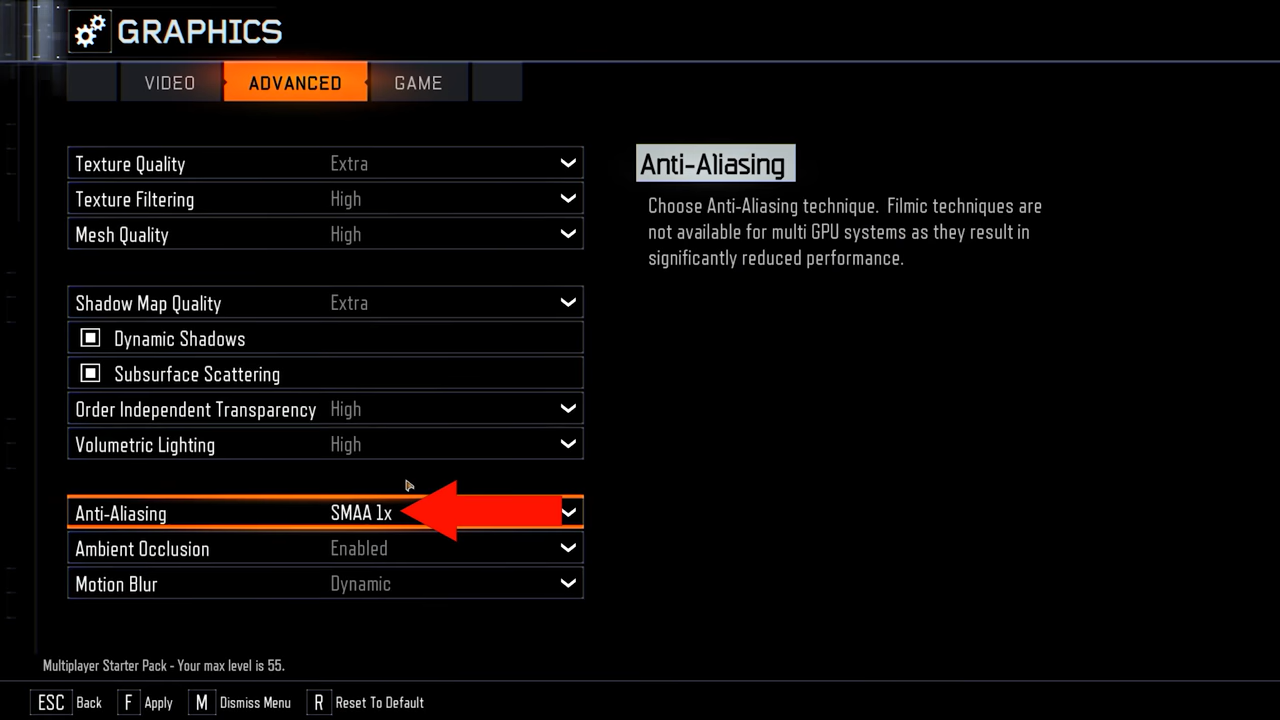 GRAPHICS
VIDEO ADVANCED GAME
Texture Quality Extra
Texture Filtering High
Mesh Quality High
Shadow Map Quality Extra
Dynamic Shadows
Subsurface Scattering
Order Independent Transparency High
Volumetric Lighting High
Anti-Aliasing SMAA 1x
Ambient Occlusion Enabled
Motion Blur Dynamic
Anti-Aliasing
Choose Anti-Aliasing technique. Filmic techniques are
not available for multi GPU systems as they result in
significantly reduced performance.
Multiplayer Starter Pack - Your max level is 55.
ESC Back F Apply M Dismiss Menu R Reset To Default